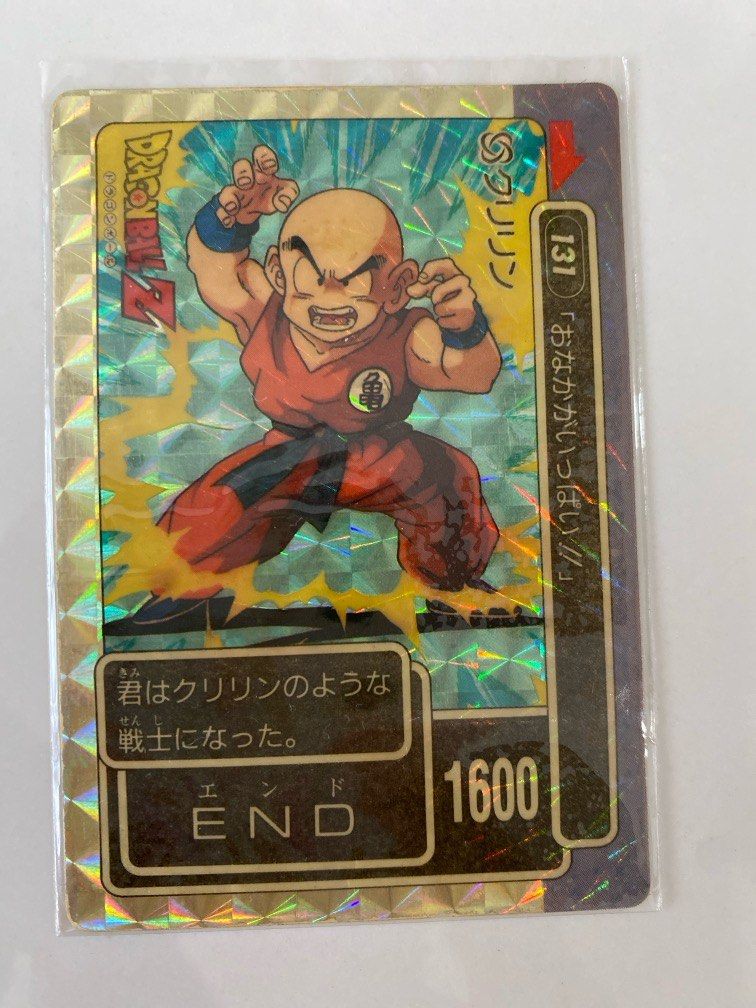 DRAGON BALL Z
ドラゴンボールZ
クリリン
131
「おなかがいっぱい!!」
君はクリリンのような
きみ
戦士になった。
せんし
エンド
END
1600
亀